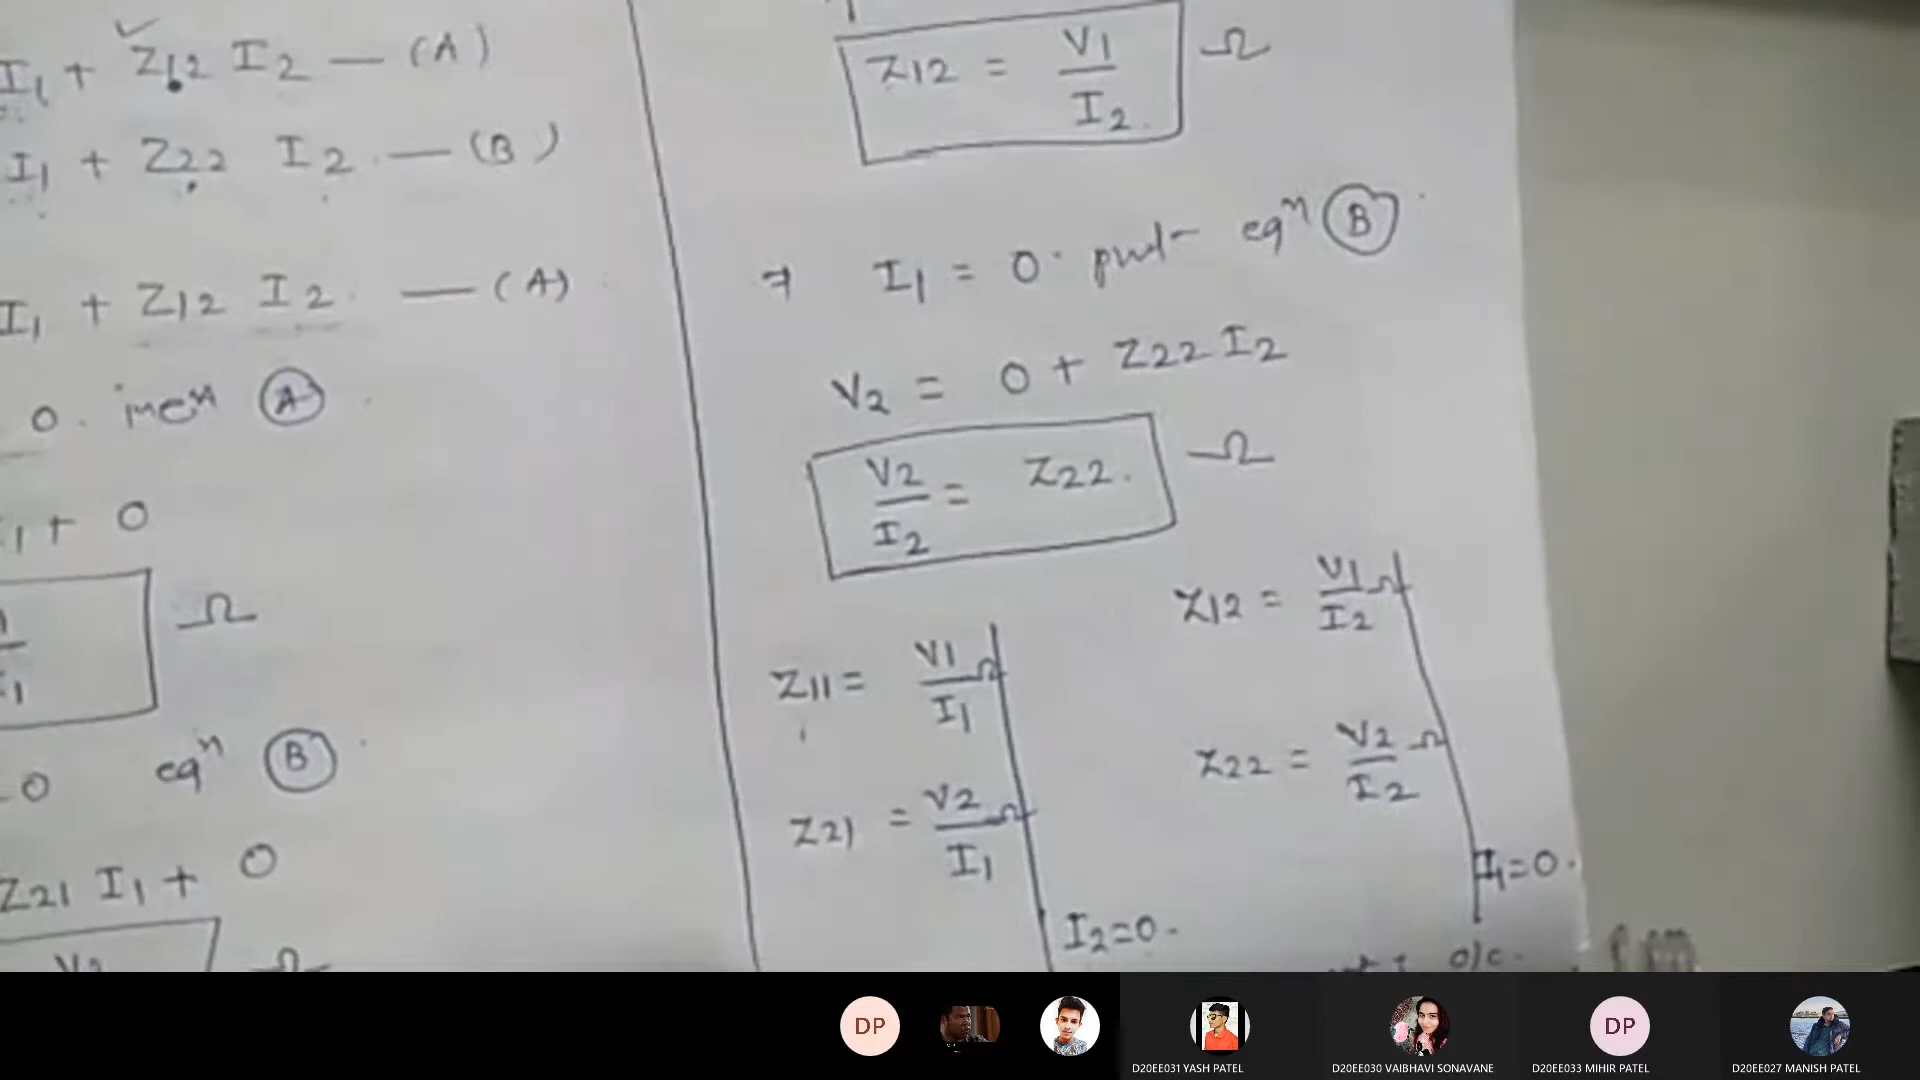 I1 + Z12 I2 — (A)
I1 + Z22 I2 — (B)
I1 + Z12 I2 — (A)
0. in eqn (A)
I1 + 0
Ω
I1
0 eqn (B)
Z21 I1 + 0
V2 Ω
Z12 = V1 / I2 Ω
⇒ I1 = 0. put eqn (B)
V2 = 0 + Z22 I2
V2 / I2 = Z22. Ω
Z11 = V1 / I1 Ω
Z21 = V2 / I1 Ω
I2=0.
Z12 = V1 / I2 Ω
Z22 = V2 / I2 Ω
I1=0.
o/c.
DP
D20EE031 YASH PATEL
D20EE030 VAIBHAVI SONAVANE
DP
D20EE033 MIHIR PATEL
D20EE027 MANISH PATEL